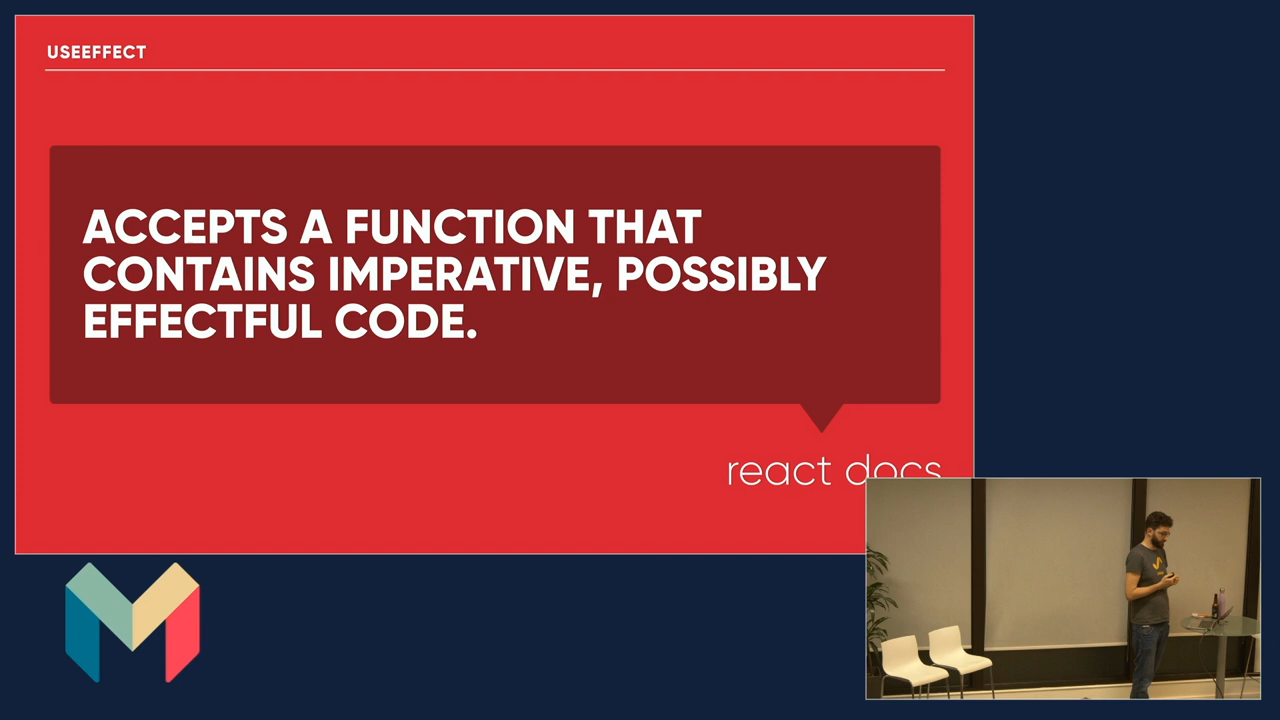 USEEFFECT
ACCEPTS A FUNCTION THAT
CONTAINS IMPERATIVE, POSSIBLY
EFFECTFUL CODE.
react docs